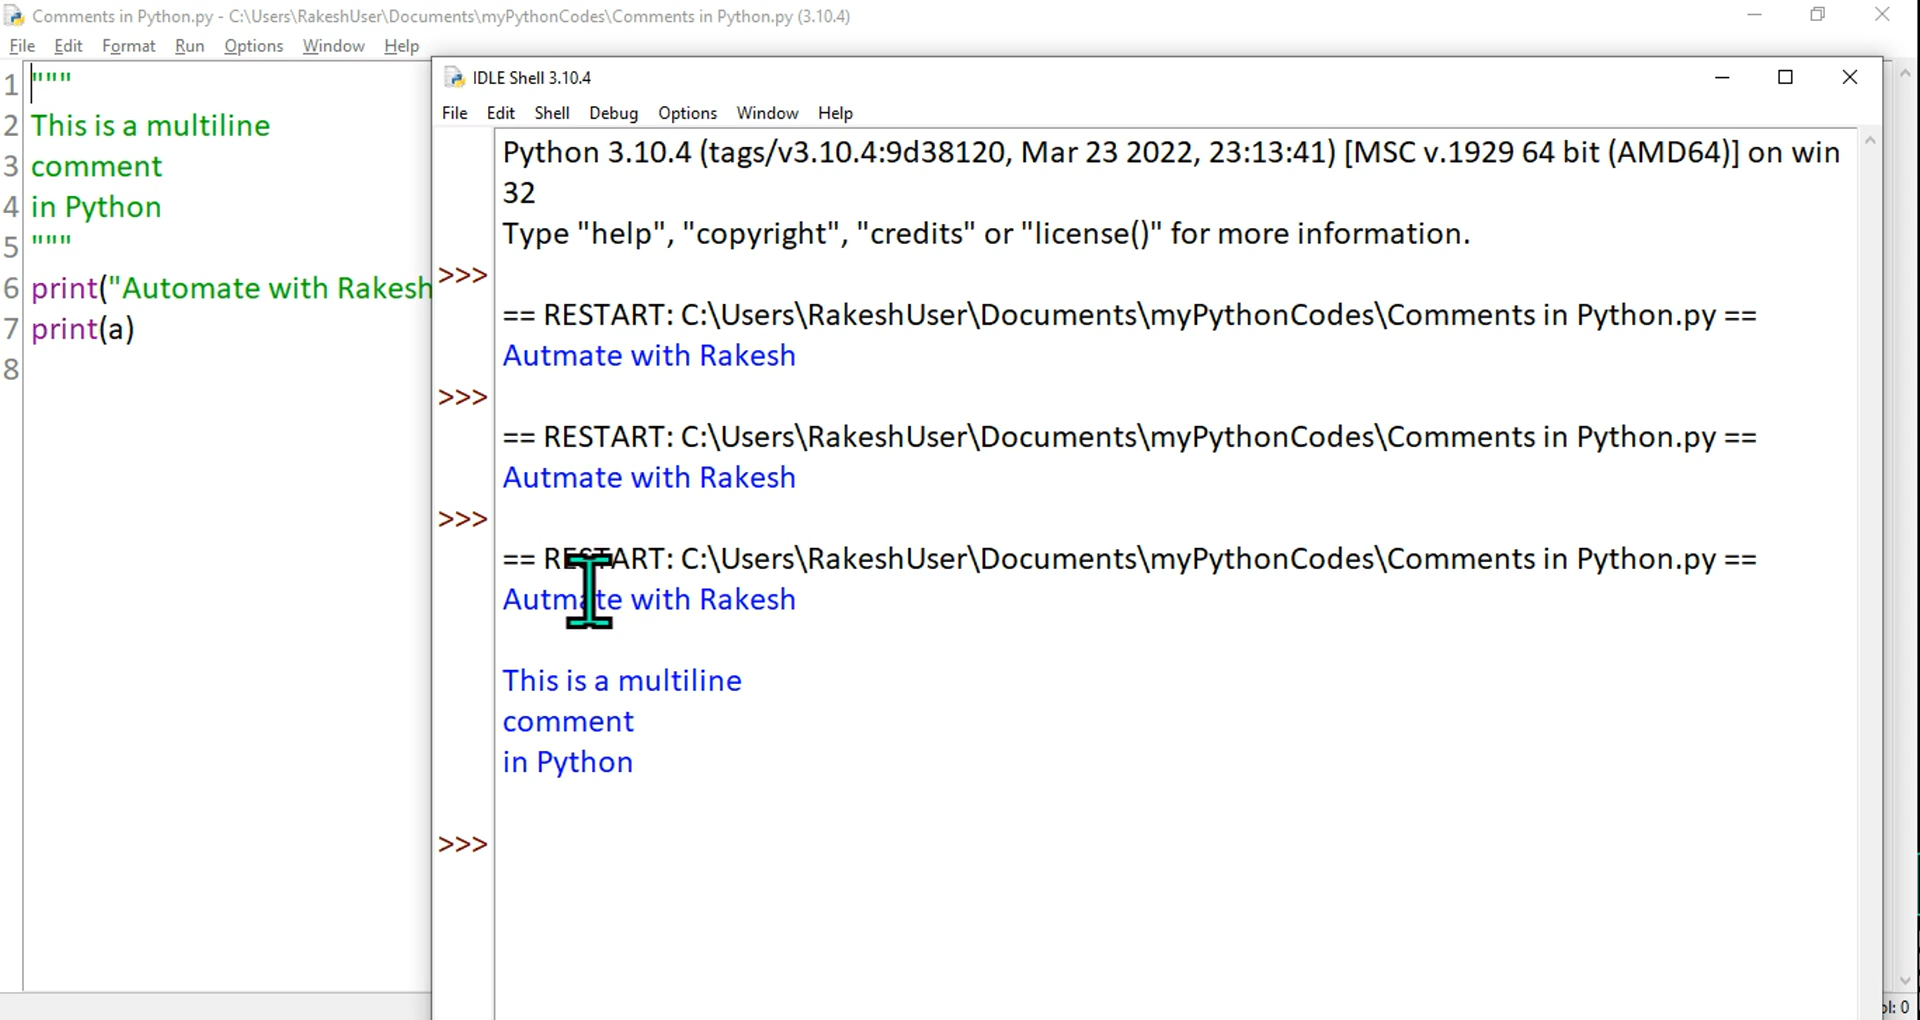 Comments in Python.py - C:\Users\RakeshUser\Documents\myPythonCodes\Comments in Python.py (3.10.4)
File Edit Format Run Options Window Help
1 """
2 This is a multiline
3 comment
4 in Python
5 """
6 print("Automate with Rakesh
7 print(a)
8
IDLE Shell 3.10.4
File Edit Shell Debug Options Window Help
Python 3.10.4 (tags/v3.10.4:9d38120, Mar 23 2022, 23:13:41) [MSC v.1929 64 bit (AMD64)] on win
32
Type "help", "copyright", "credits" or "license()" for more information.
>>>
== RESTART: C:\Users\RakeshUser\Documents\myPythonCodes\Comments in Python.py ==
Autmate with Rakesh
>>>
== RESTART: C:\Users\RakeshUser\Documents\myPythonCodes\Comments in Python.py ==
Autmate with Rakesh
>>>
== RESTART: C:\Users\RakeshUser\Documents\myPythonCodes\Comments in Python.py ==
Autmate with Rakesh
This is a multiline
comment
in Python
>>>